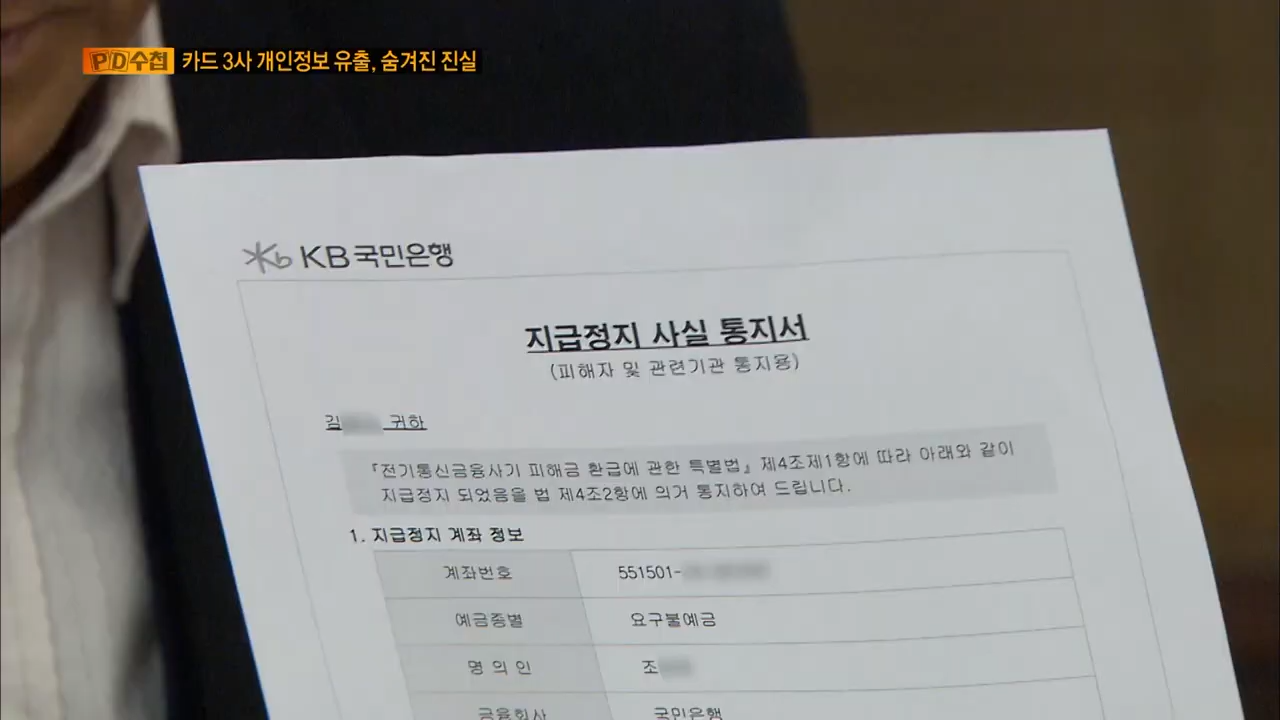 PD수첩 카드 3사 개인정보 유출, 숨겨진 진실
Kb KB국민은행
지급정지 사실 통지서
(피해자 및 관련기관 통지용)
김 귀하
『전기통신금융사기 피해금 환급에 관한 특별법』 제4조제1항에 따라 아래와 같이
지급정지 되었음을 법 제4조2항에 의거 통지하여 드립니다.
1. 지급정지 계좌 정보
계좌번호 551501-
예금종별 요구불예금
명 의 인 조
금융회사 국민은행